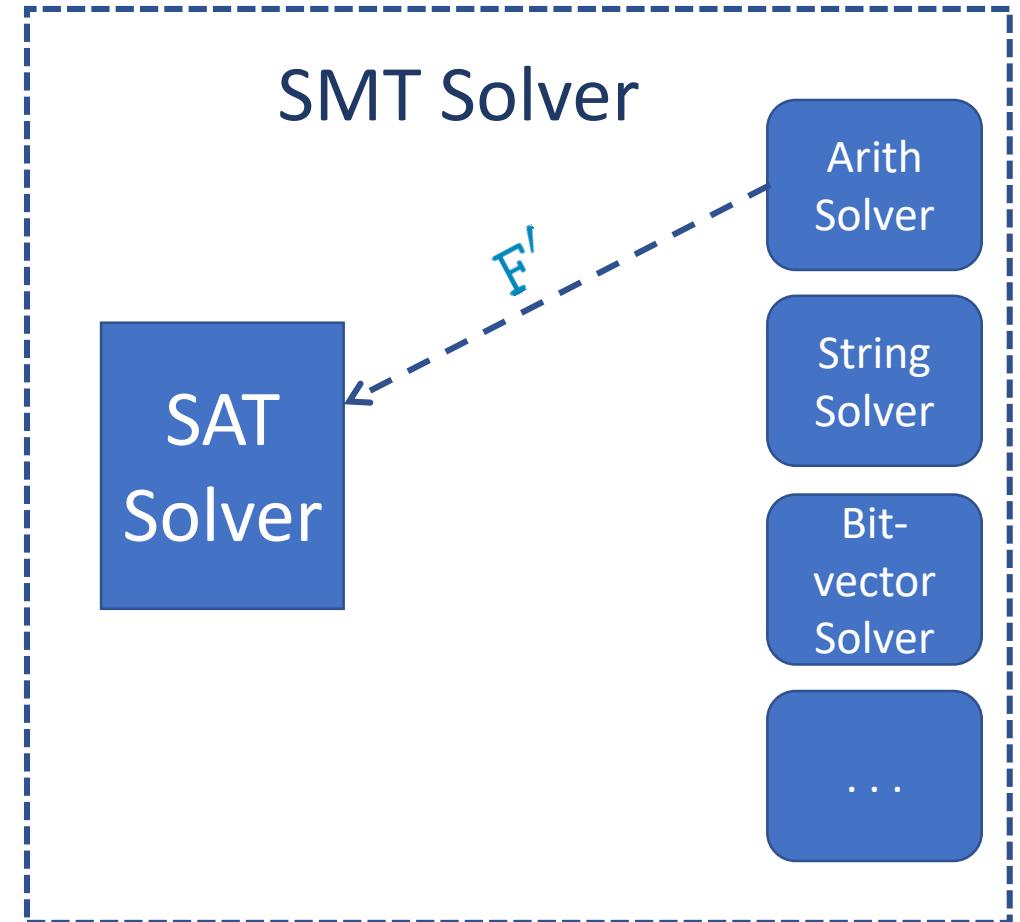 SMT Solver
Arith
Solver
F'
String
Solver
SAT
Solver
Bit-
vector
Solver
. . .